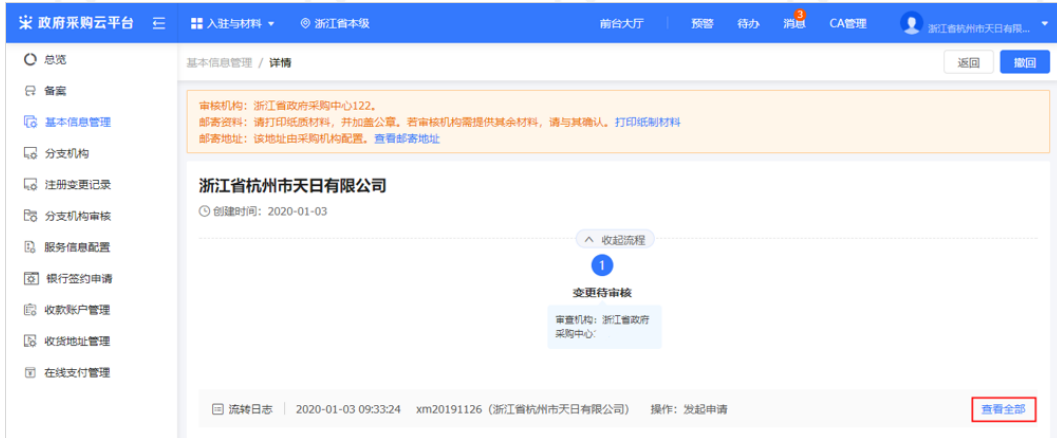 政府采购云平台
入驻与材料
浙江省本级
前台大厅
预警
待办
消息
3
CA管理
浙江省杭州市天日有限...
总览
备案
基本信息管理
分支机构
注册变更记录
分支机构审核
服务信息配置
银行签约申请
收款账户管理
收货地址管理
在线支付管理
基本信息管理 / 详情
返回
撤回
审核机构：浙江省政府采购中心122。
邮寄资料：请打印纸质材料，并加盖公章。若审核机构需提供其余材料，请与其确认。打印纸制材料
邮寄地址：该地址由采购机构配置。查看邮寄地址
浙江省杭州市天日有限公司
创建时间：2020-01-03
收起流程
1
变更待审核
审查机构：浙江省政府
采购中心:
流转日志 2020-01-03 09:33:24 xm20191126（浙江省杭州市天日有限公司） 操作：发起申请
查看全部